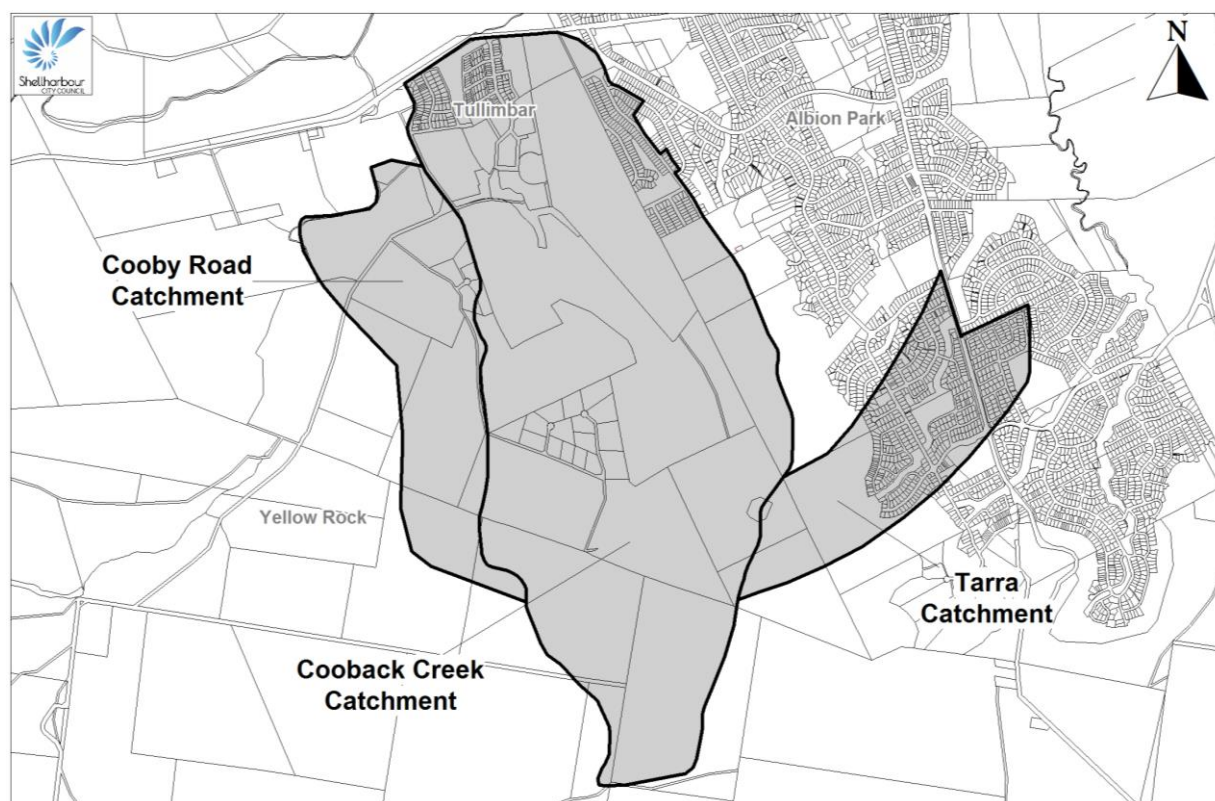 Shellharbour
CITY COUNCIL
N
Tullimbar
Albion Park
Cooby Road
Catchment
Yellow Rock
Tarra
Catchment
Cooback Creek
Catchment